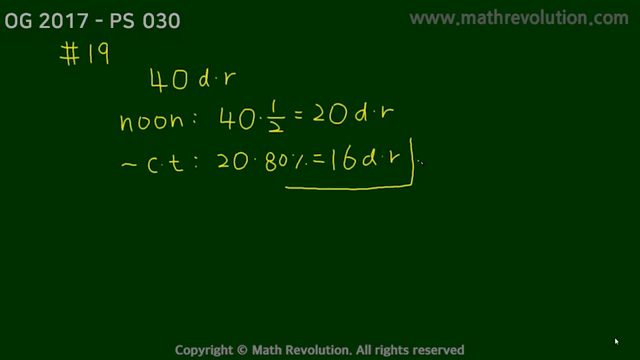 OG 2017 - PS 030
www.mathrevolution.com
#19
40 d·r
noon: 40·1/2 = 20 d·r
~ c·t: 20·80% = 16 d·r
Copyright © Math Revolution. All rights reserved